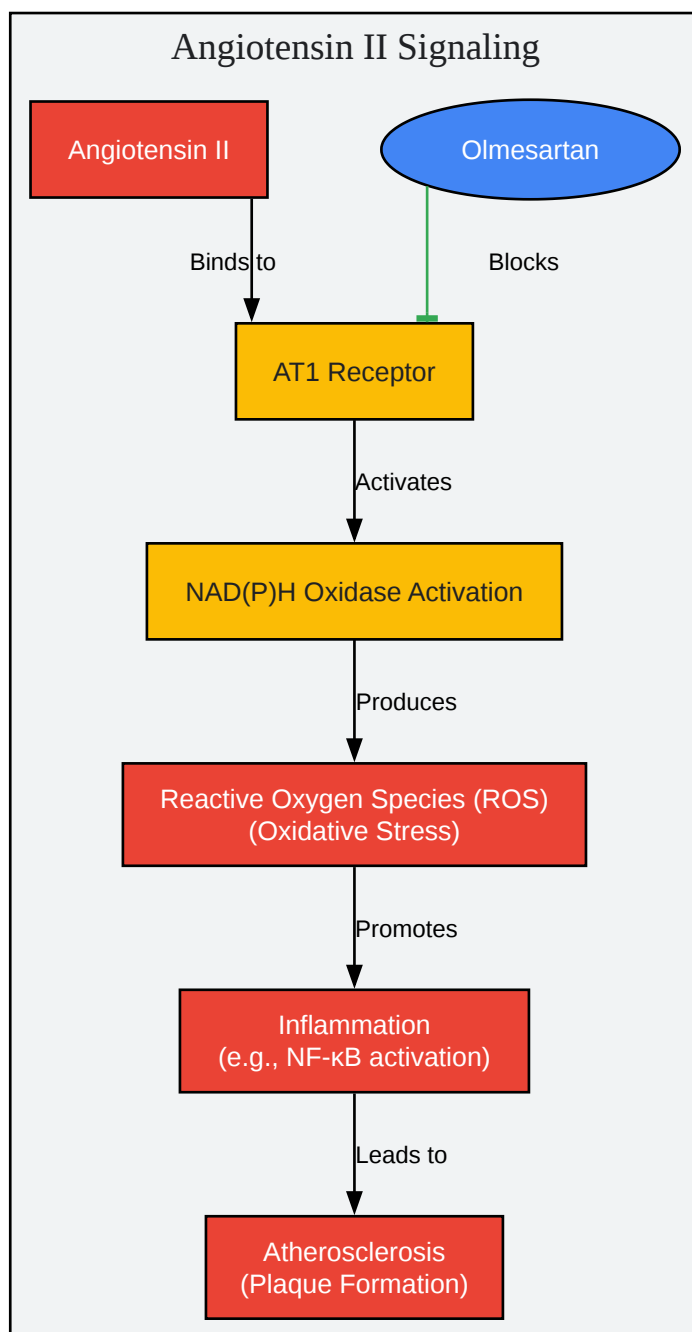 Angiotensin II Signaling
Angiotensin II
Olmesartan
Binds to
Blocks
AT1 Receptor
Activates
NAD(P)H Oxidase Activation
Produces
Reactive Oxygen Species (ROS)
(Oxidative Stress)
Promotes
Inflammation
(e.g., NF-κB activation)
Leads to
Atherosclerosis
(Plaque Formation)